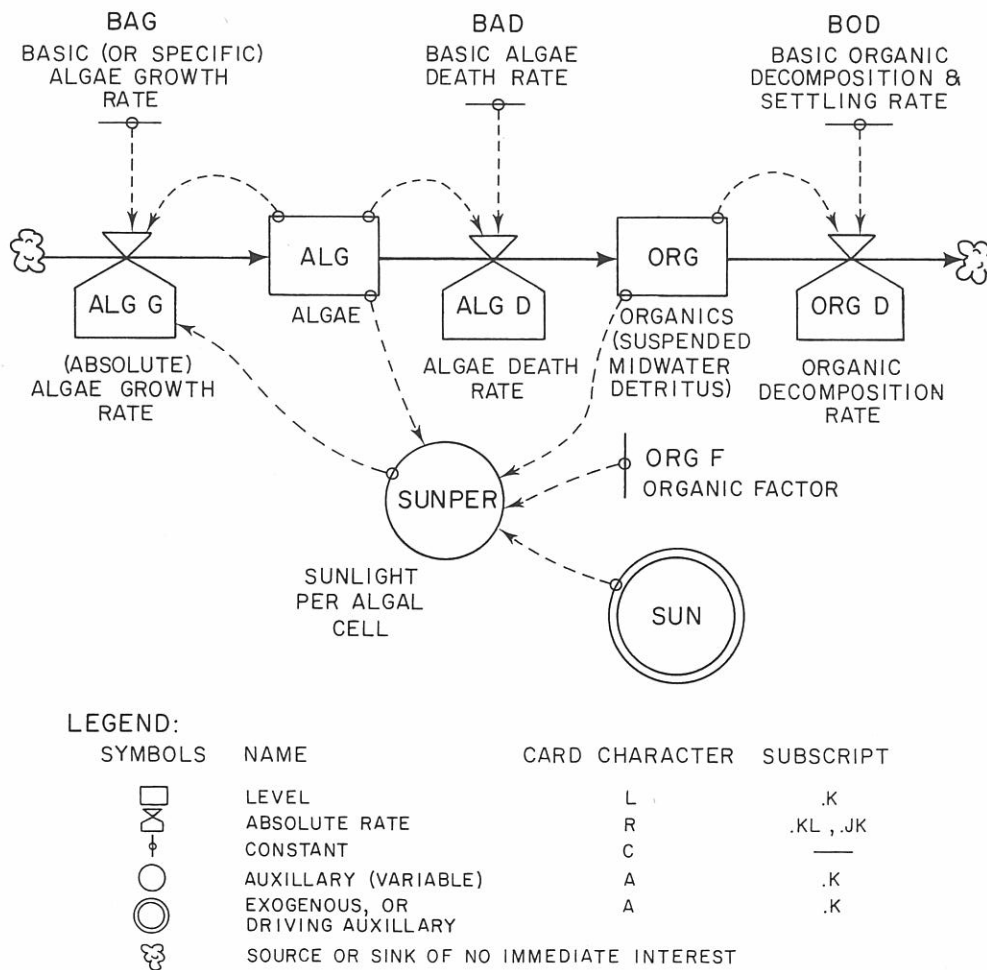 BAG
BASIC (OR SPECIFIC)
ALGAE GROWTH
RATE
BAD
BASIC ALGAE
DEATH RATE
BOD
BASIC ORGANIC
DECOMPOSITION &
SETTLING RATE
ALG
ORG
ALG G
ALG D
ORG D
ALGAE
(ABSOLUTE)
ALGAE GROWTH
RATE
ALGAE DEATH
RATE
ORGANICS
(SUSPENDED
MIDWATER
DETRITUS)
ORGANIC
DECOMPOSITION
RATE
SUNPER
ORG F
ORGANIC FACTOR
SUNLIGHT
PER ALGAL
CELL
SUN
LEGEND:
SYMBOLS NAME CARD CHARACTER SUBSCRIPT
LEVEL L .K
ABSOLUTE RATE R .KL , .JK
CONSTANT C —
AUXILLARY (VARIABLE) A .K
EXOGENOUS, OR A .K
DRIVING AUXILLARY
SOURCE OR SINK OF NO IMMEDIATE INTEREST